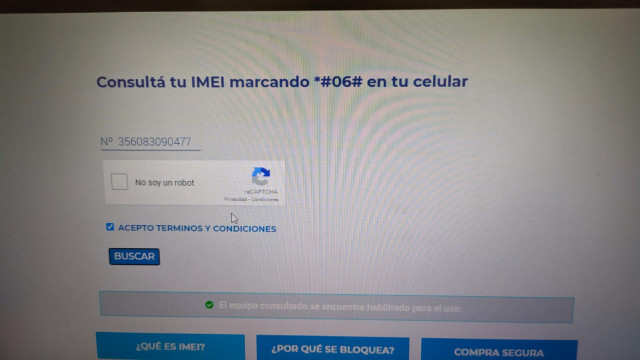 Consultá tu IMEI marcando *#06# en tu celular
Nº 356083090477
No soy un robot
reCAPTCHA
Privacidad - Condiciones
ACEPTO TERMINOS Y CONDICIONES
BUSCAR
El equipo consultado se encuentra habilitado para el uso.
¿QUÉ ES IMEI?
¿POR QUÉ SE BLOQUEA?
COMPRA SEGURA